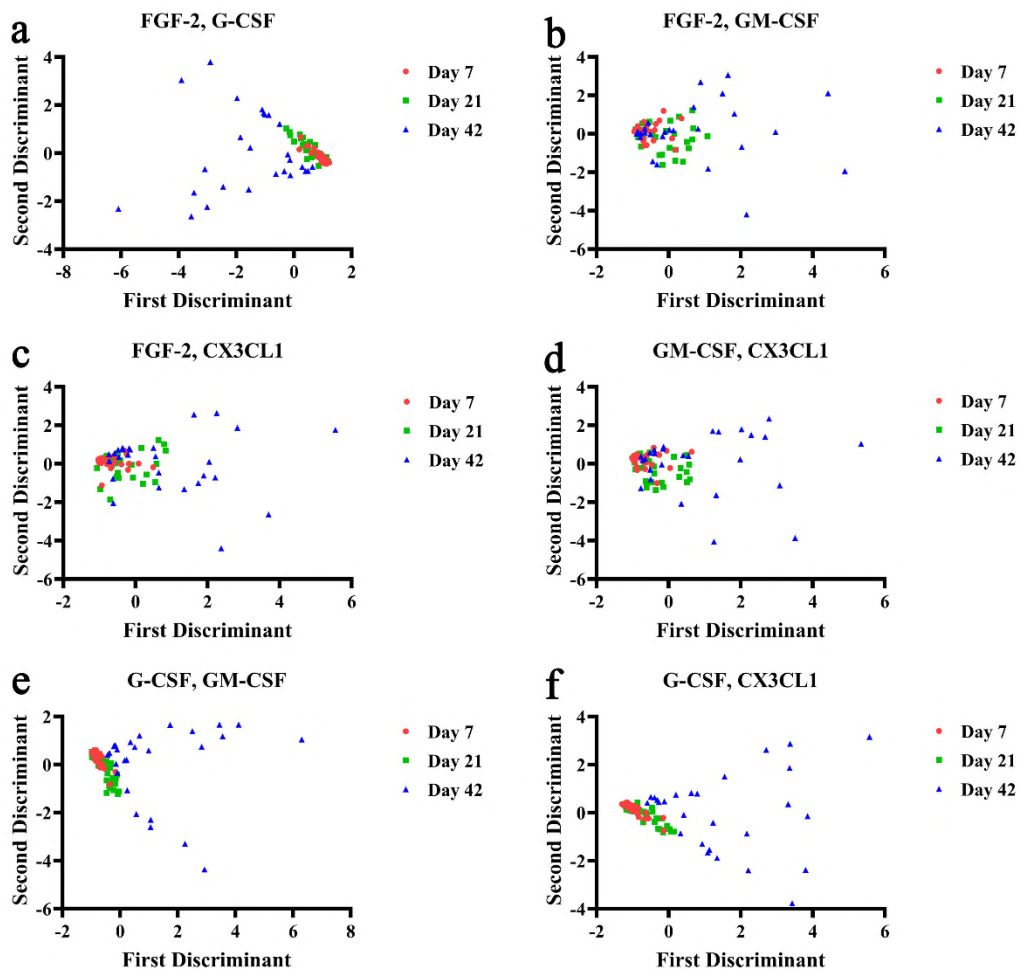 a
FGF-2, G-CSF
Second Discriminant
4
2
0
-2
-4
-8
-6
-4
-2
0
2
First Discriminant
Day 7
Day 21
Day 42
b
FGF-2, GM-CSF
Second Discriminant
4
2
0
-2
-4
-6
-2
0
2
4
6
First Discriminant
Day 7
Day 21
Day 42
c
FGF-2, CX3CL1
Second Discriminant
4
2
0
-2
-4
-6
-2
0
2
4
6
First Discriminant
Day 7
Day 21
Day 42
d
GM-CSF, CX3CL1
Second Discriminant
4
2
0
-2
-4
-6
-2
0
2
4
6
First Discriminant
Day 7
Day 21
Day 42
e
G-CSF, GM-CSF
Second Discriminant
2
0
-2
-4
-6
-2
0
2
4
6
8
First Discriminant
Day 7
Day 21
Day 42
f
G-CSF, CX3CL1
Second Discriminant
4
2
0
-2
-4
-2
0
2
4
6
First Discriminant
Day 7
Day 21
Day 42